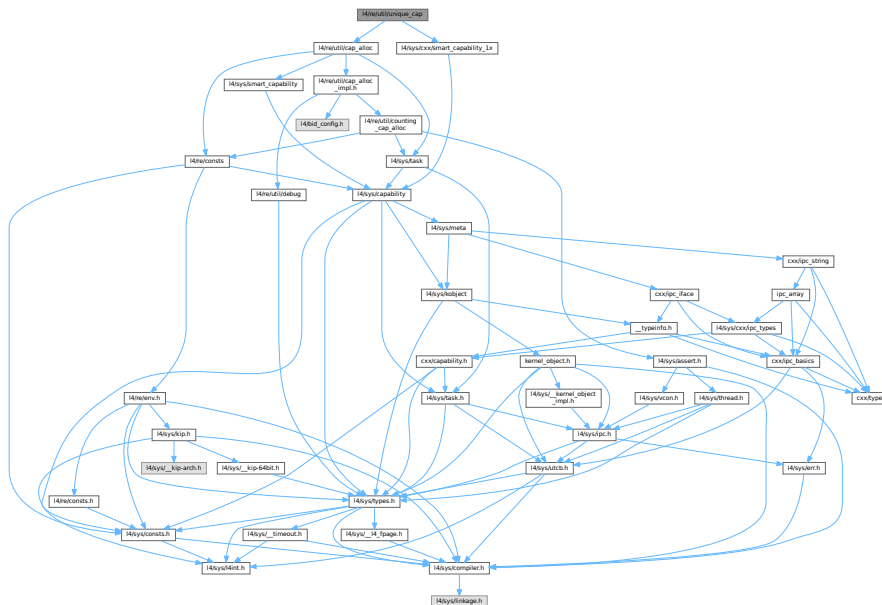 l4/re/util/unique_cap
l4/re/util/cap_alloc
l4/sys/cxx/smart_capability_1x
l4/sys/smart_capability
l4/re/util/cap_alloc
_impl.h
l4/bid_config.h
l4/re/util/counting
_cap_alloc
l4/re/consts
l4/sys/task
l4/re/util/debug
l4/sys/capability
l4/sys/meta
cxx/ipc_string
l4/sys/kobject
cxx/ipc_iface
ipc_array
__typeinfo.h
l4/sys/cxx/ipc_types
cxx/capability.h
kernel_object.h
l4/sys/assert.h
cxx/ipc_basics
l4/re/env.h
l4/sys/task.h
l4/sys/__kernel_object
_impl.h
l4/sys/vcon.h
l4/sys/thread.h
cxx/type
l4/sys/kip.h
l4/sys/ipc.h
l4/sys/__kip-arch.h
l4/sys/__kip-64bit.h
l4/sys/utcb.h
l4/sys/err.h
l4/re/consts.h
l4/sys/types.h
l4/sys/consts.h
l4/sys/__timeout.h
l4/sys/__l4_fpage.h
l4/sys/l4int.h
l4/sys/compiler.h
l4/sys/linkage.h